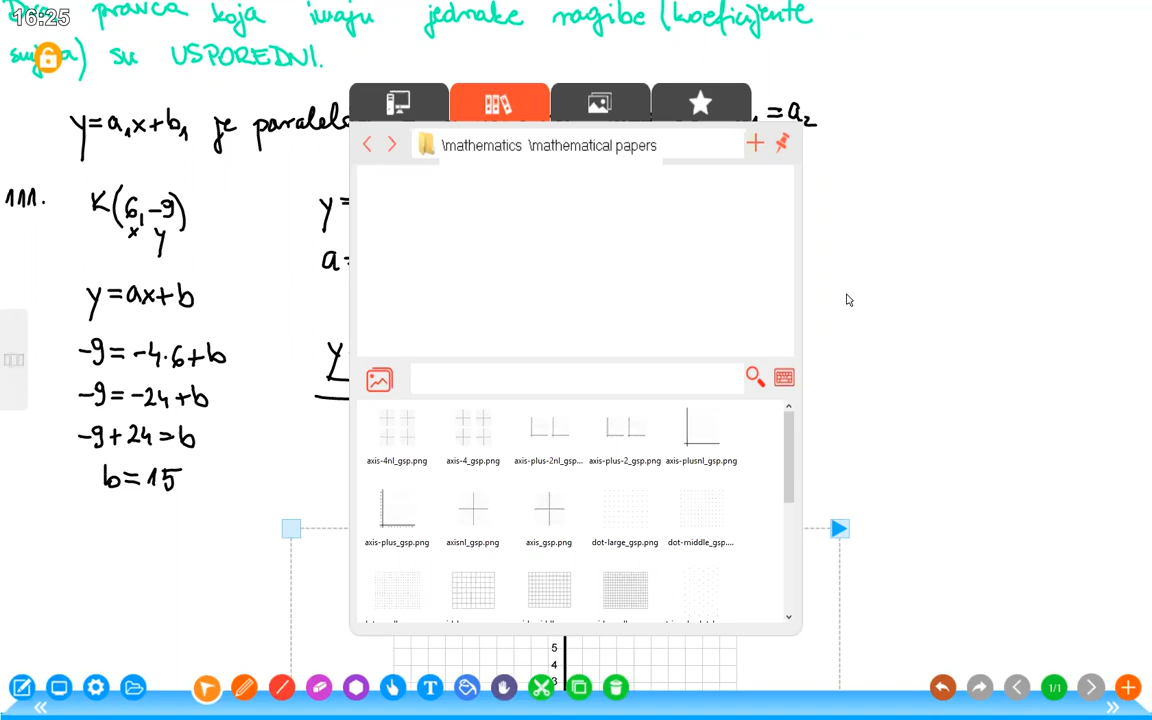 Dva pravca koja imaju jednake nagibe (koeficijente
16:25
su USPOREDNI.
y=a₁x+b₁ je paralel
=a₂
\mathematics \mathematical papers
111. K(6,-9) y=
x y
a=
y=ax+b
-9=-4·6+b
y
-9=-24+b
-9+24=b
b=15
axis-4nl_gsp.png axis-4_gsp.png axis-plus-2nl_gsp... axis-plus-2_gsp.png axis-plusnl_gsp.png
axis-plus_gsp.png axisnl_gsp.png axis_gsp.png dot-large_gsp.png dot-middle_gsp....
5
4
3
T
1/1